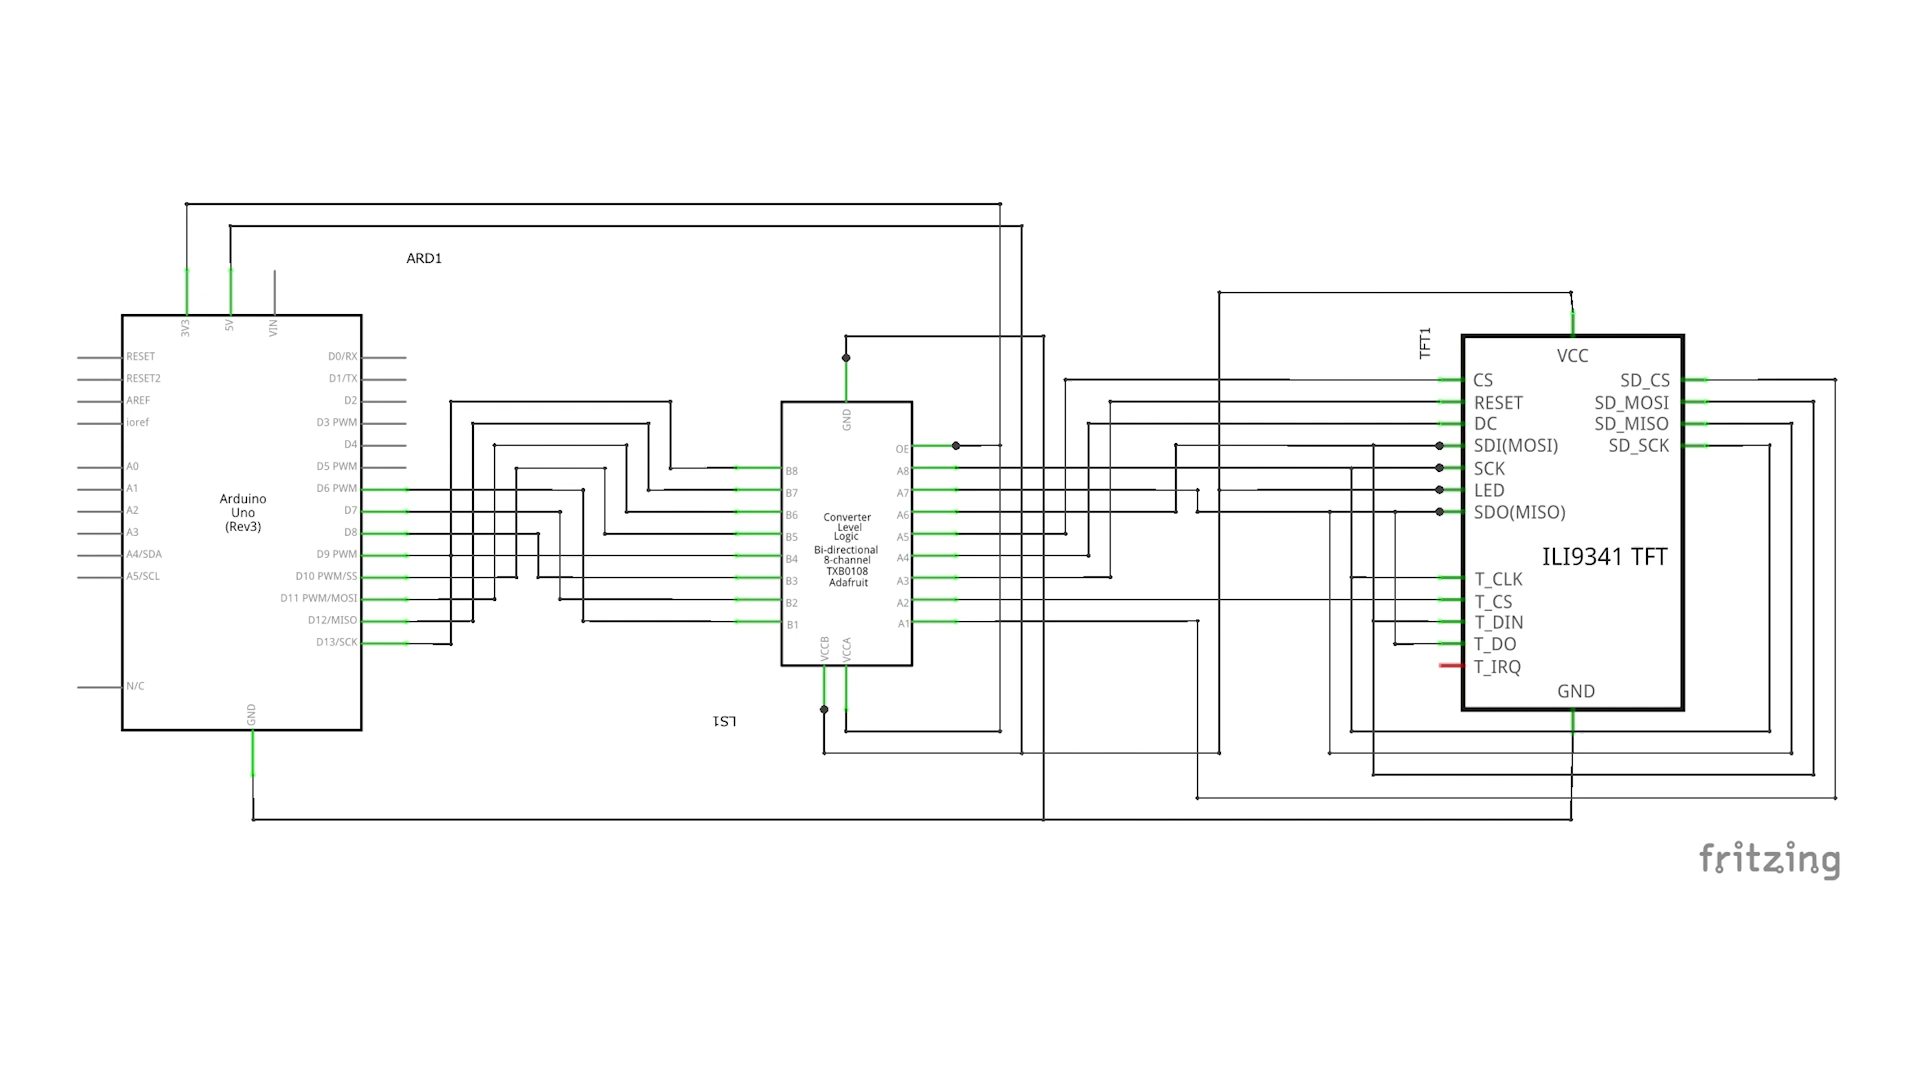 ARD1
3V3
5V
VIN
RESET
RESET2
AREF
ioref
A0
A1
A2
A3
A4/SDA
A5/SCL
N/C
Arduino
Uno
(Rev3)
D0/RX
D1/TX
D2
D3 PWM
D4
D5 PWM
D6 PWM
D7
D8
D9 PWM
D10 PWM/SS
D11 PWM/MOSI
D12/MISO
D13/SCK
GND
LS1
GND
B8
B7
B6
B5
B4
B3
B2
B1
Converter
Level
Logic
Bi-directional
8-channel
TXB0108
Adafruit
OE
A8
A7
A6
A5
A4
A3
A2
A1
VCCB
VCCA
TFT1
VCC
CS
RESET
DC
SDI(MOSI)
SCK
LED
SDO(MISO)
SD_CS
SD_MOSI
SD_MISO
SD_SCK
ILI9341 TFT
T_CLK
T_CS
T_DIN
T_DO
T_IRQ
GND
fritzing